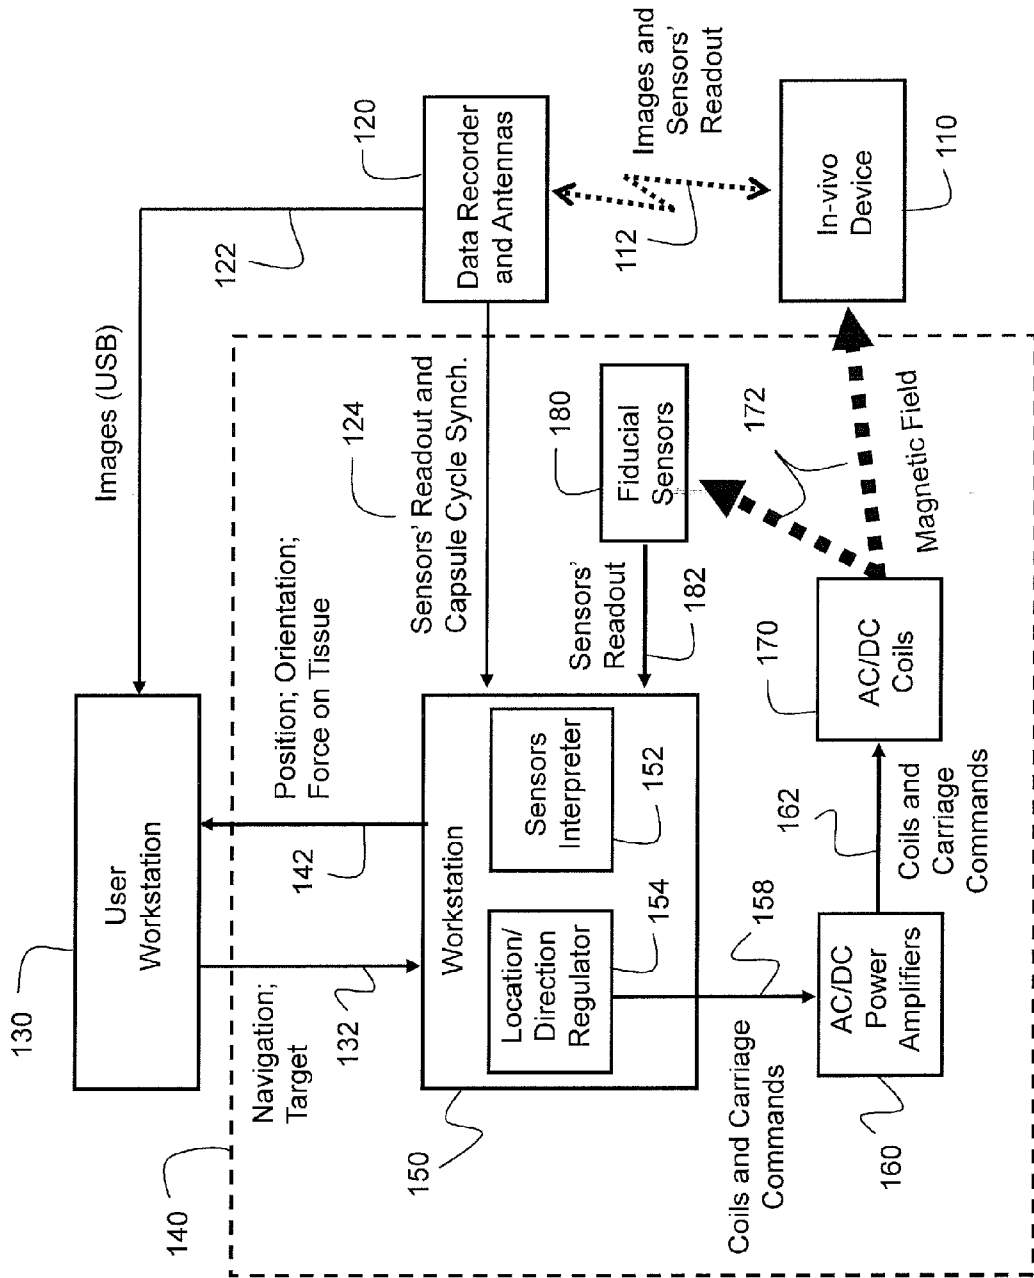 130
User
Workstation
Images (USB)
122
120
Data Recorder
and Antennas
Images and
Sensors'
Readout
112
In-vivo
Device
110
140
Navigation;
Target
132
142
Position; Orientation;
Force on Tissue
124
Sensors' Readout and
Capsule Cycle Synch.
150
Workstation
Location/
Direction
Regulator
154
Sensors
Interpreter
152
Sensors'
Readout
182
180
Fiducial
Sensors
172
Magnetic Field
Coils and Carriage
Commands
158
160
AC/DC
Power
Amplifiers
162
Coils and
Carriage
Commands
170
AC/DC
Coils